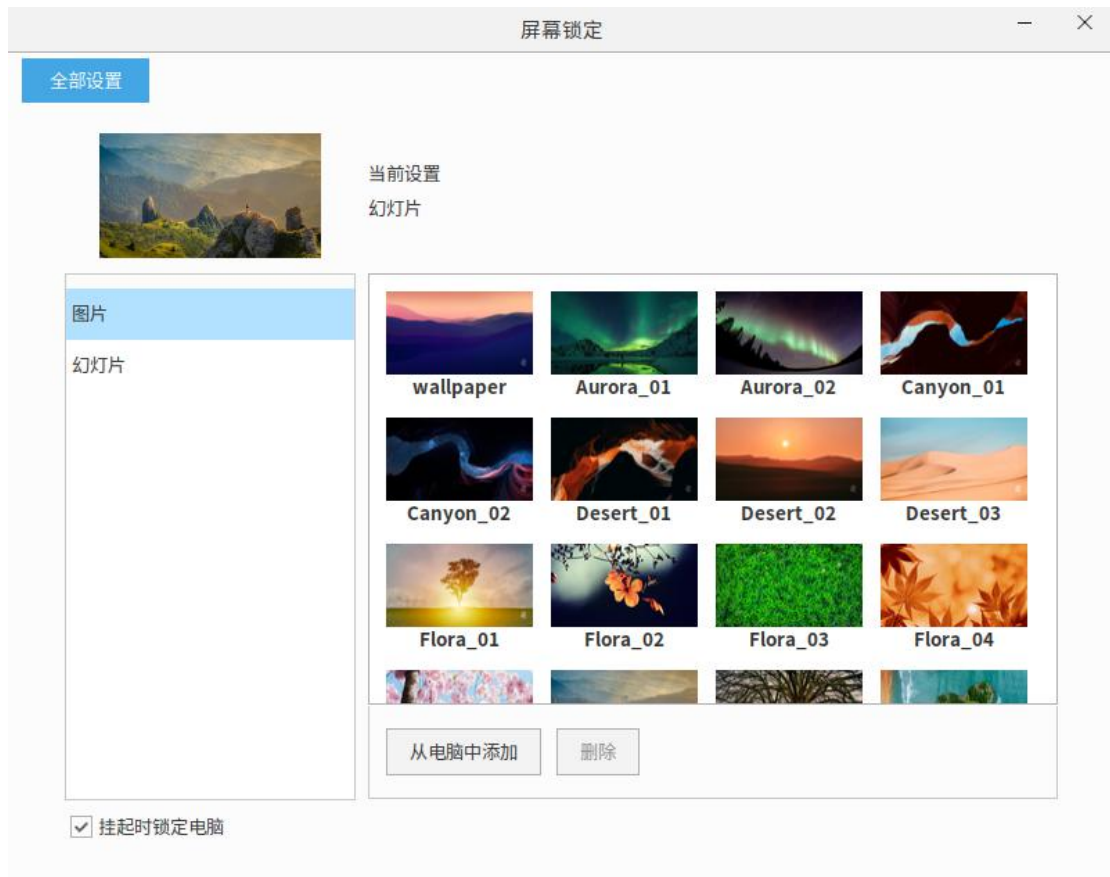 屏幕锁定
全部设置
当前设置
幻灯片
图片
幻灯片
wallpaper Aurora_01 Aurora_02 Canyon_01
Canyon_02 Desert_01 Desert_02 Desert_03
Flora_01 Flora_02 Flora_03 Flora_04
从电脑中添加 删除
挂起时锁定电脑